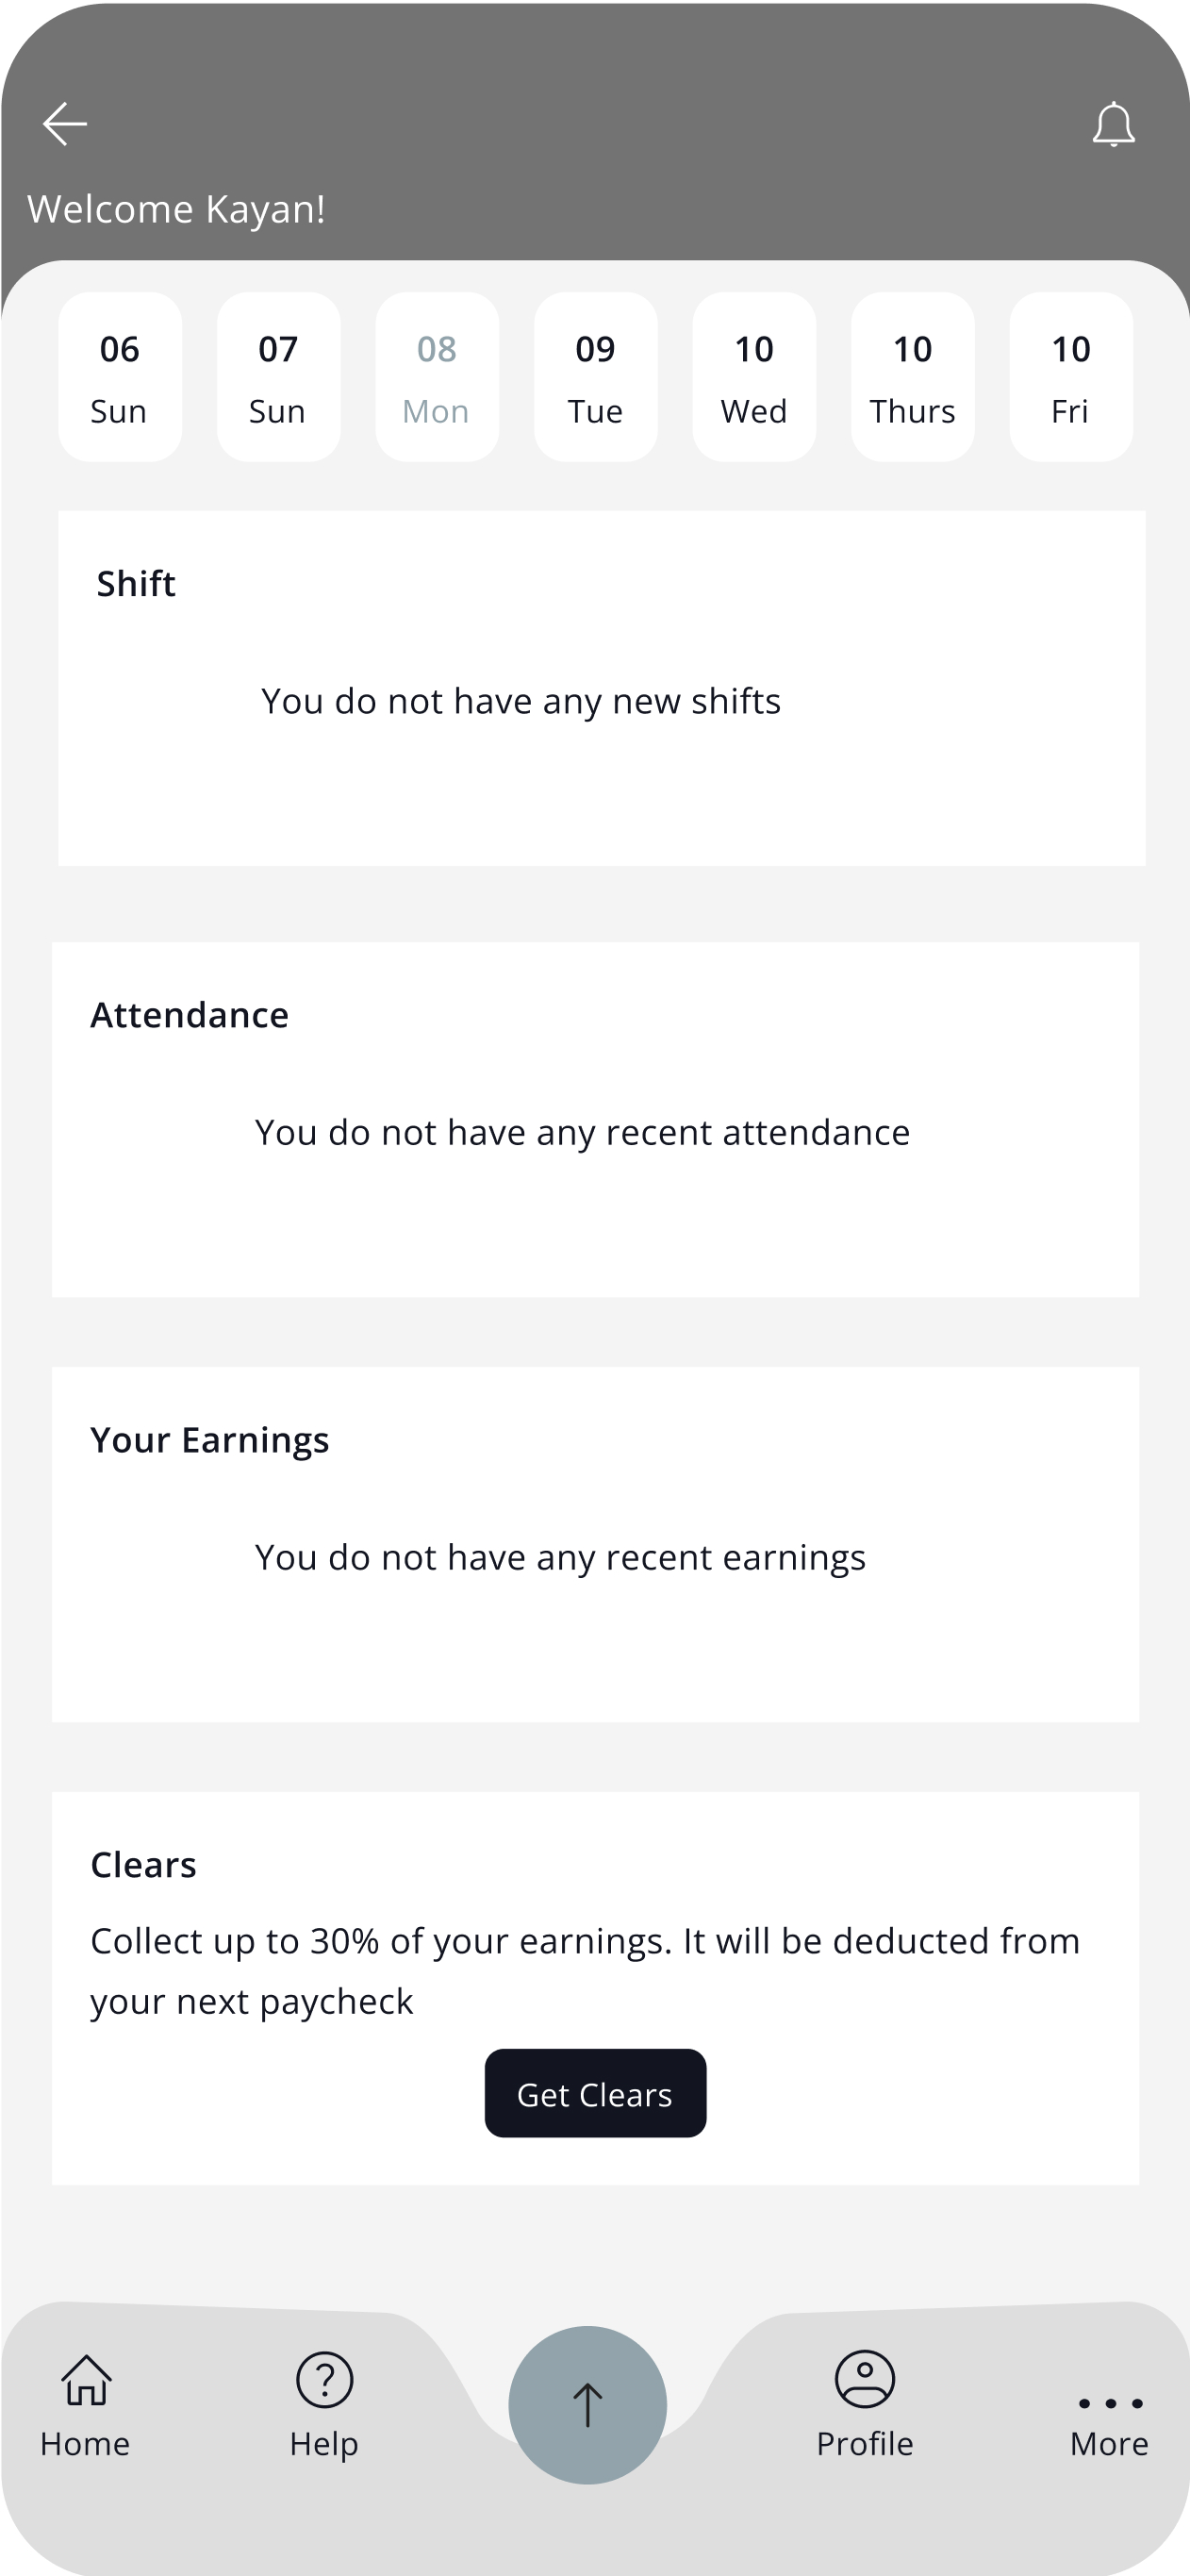 Welcome Kayan!
06 07 08 09 10 10 10
Sun Sun Mon Tue Wed Thurs Fri
Shift
You do not have any new shifts
Attendance
You do not have any recent attendance
Your Earnings
You do not have any recent earnings
Clears
Collect up to 30% of your earnings. It will be deducted from
your next paycheck
Get Clears
Home Help Profile More